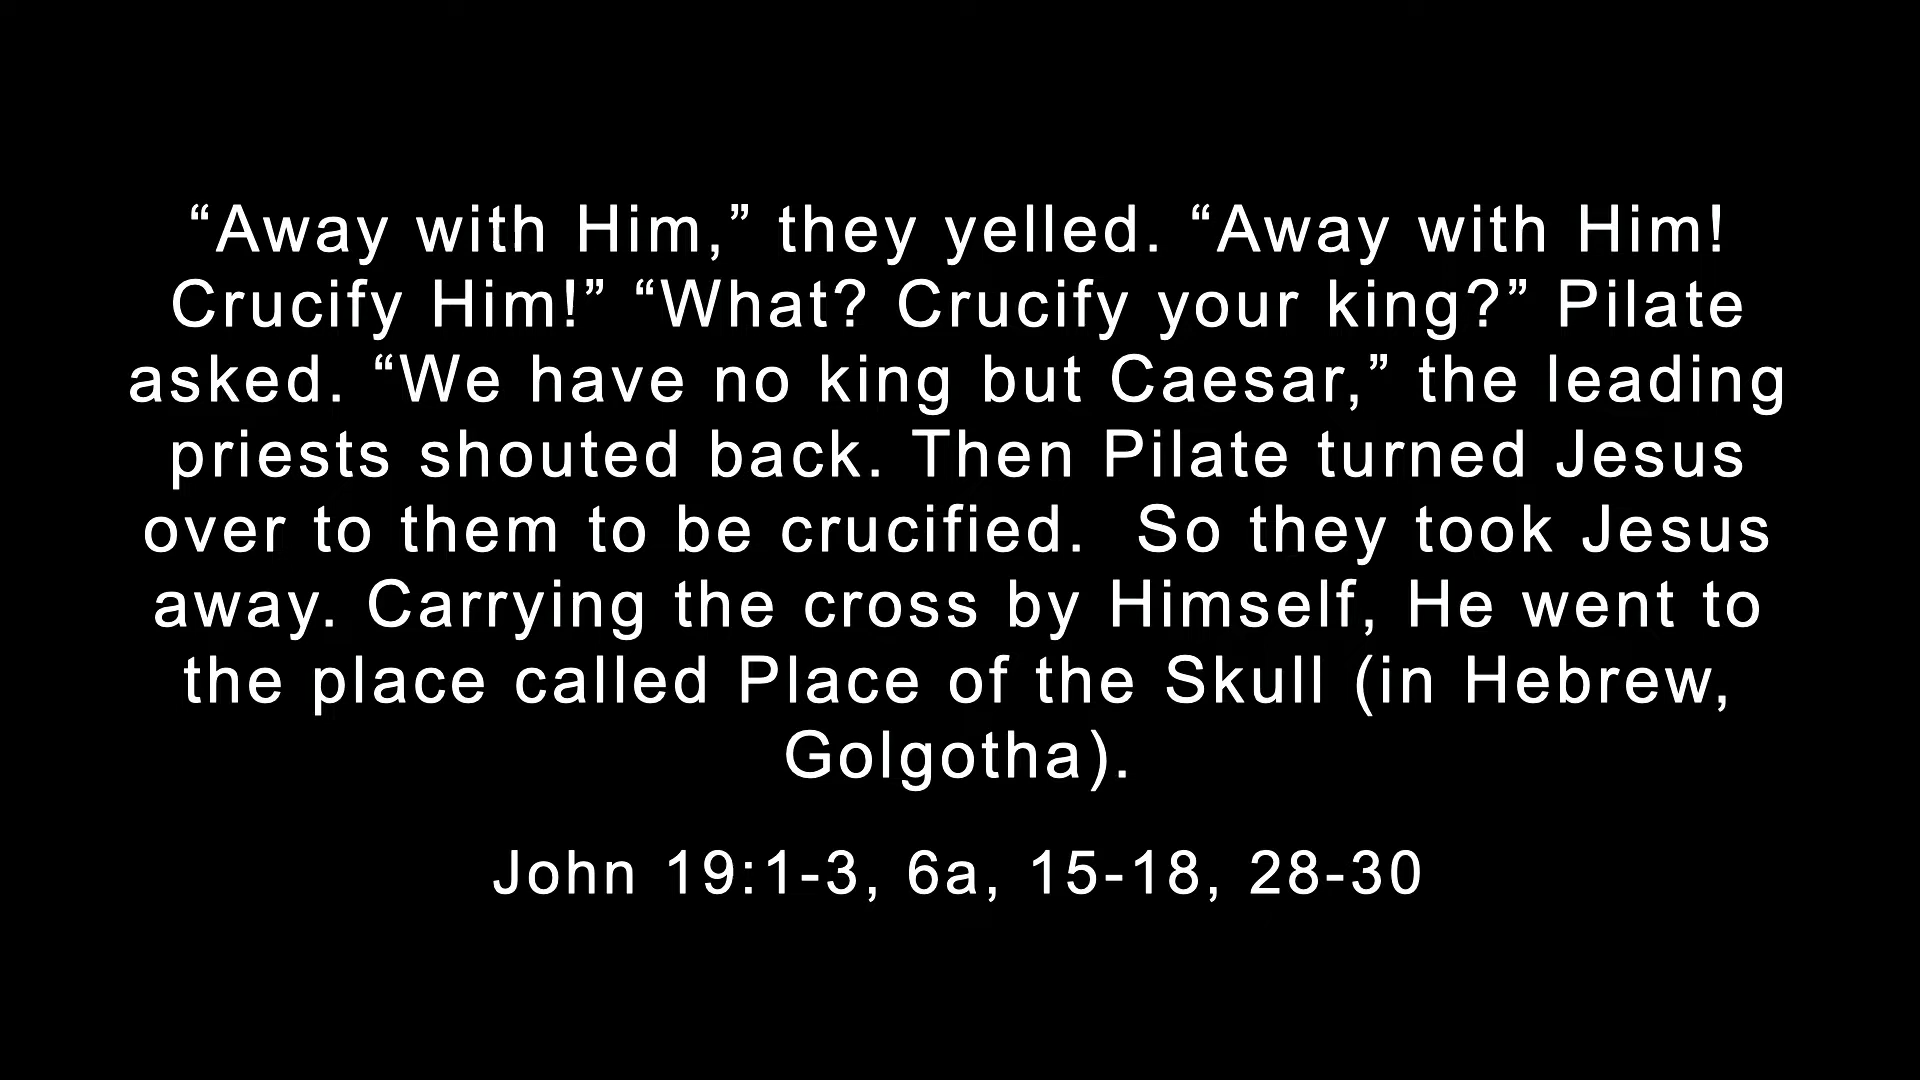 “Away with Him,” they yelled. “Away with Him!
Crucify Him!” “What? Crucify your king?” Pilate
asked. “We have no king but Caesar,” the leading
priests shouted back. Then Pilate turned Jesus
over to them to be crucified.  So they took Jesus
away. Carrying the cross by Himself, He went to
the place called Place of the Skull (in Hebrew,
Golgotha).
John 19:1-3, 6a, 15-18, 28-30